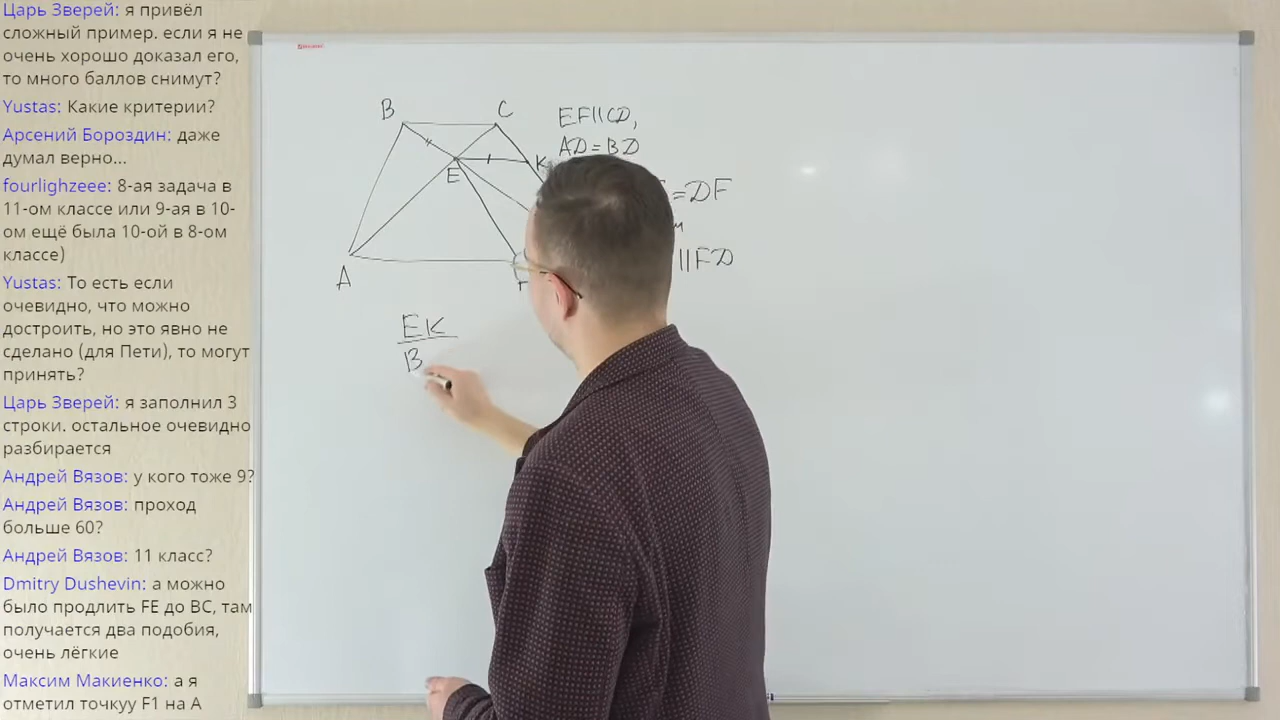 Царь Зверей: я привёл
сложный пример. если я не
очень хорошо доказал его,
то много баллов снимут?
Yustas: Какие критерии?
Арсений Бороздин: даже
думал верно...
fourlighzeee: 8-ая задача в
11-ом классе или 9-ая в 10-
ом ещё была 10-ой в 8-ом
классе)
Yustas: То есть если
очевидно, что можно
достроить, но это явно не
сделано (для Пети), то могут
принять?
Царь Зверей: я заполнил 3
строки. остальное очевидно
разбирается
Андрей Вязов: у кого тоже 9?
Андрей Вязов: проход
больше 60?
Андрей Вязов: 11 класс?
Dmitry Dushevin: а можно
было продлить FE до BC, там
получается два подобия,
очень лёгкие
Максим Макиенко: а я
отметил точкуу F1 на А
B C
E K
A
EF||CD,
AD=BD
=DF
||FD
EK
B